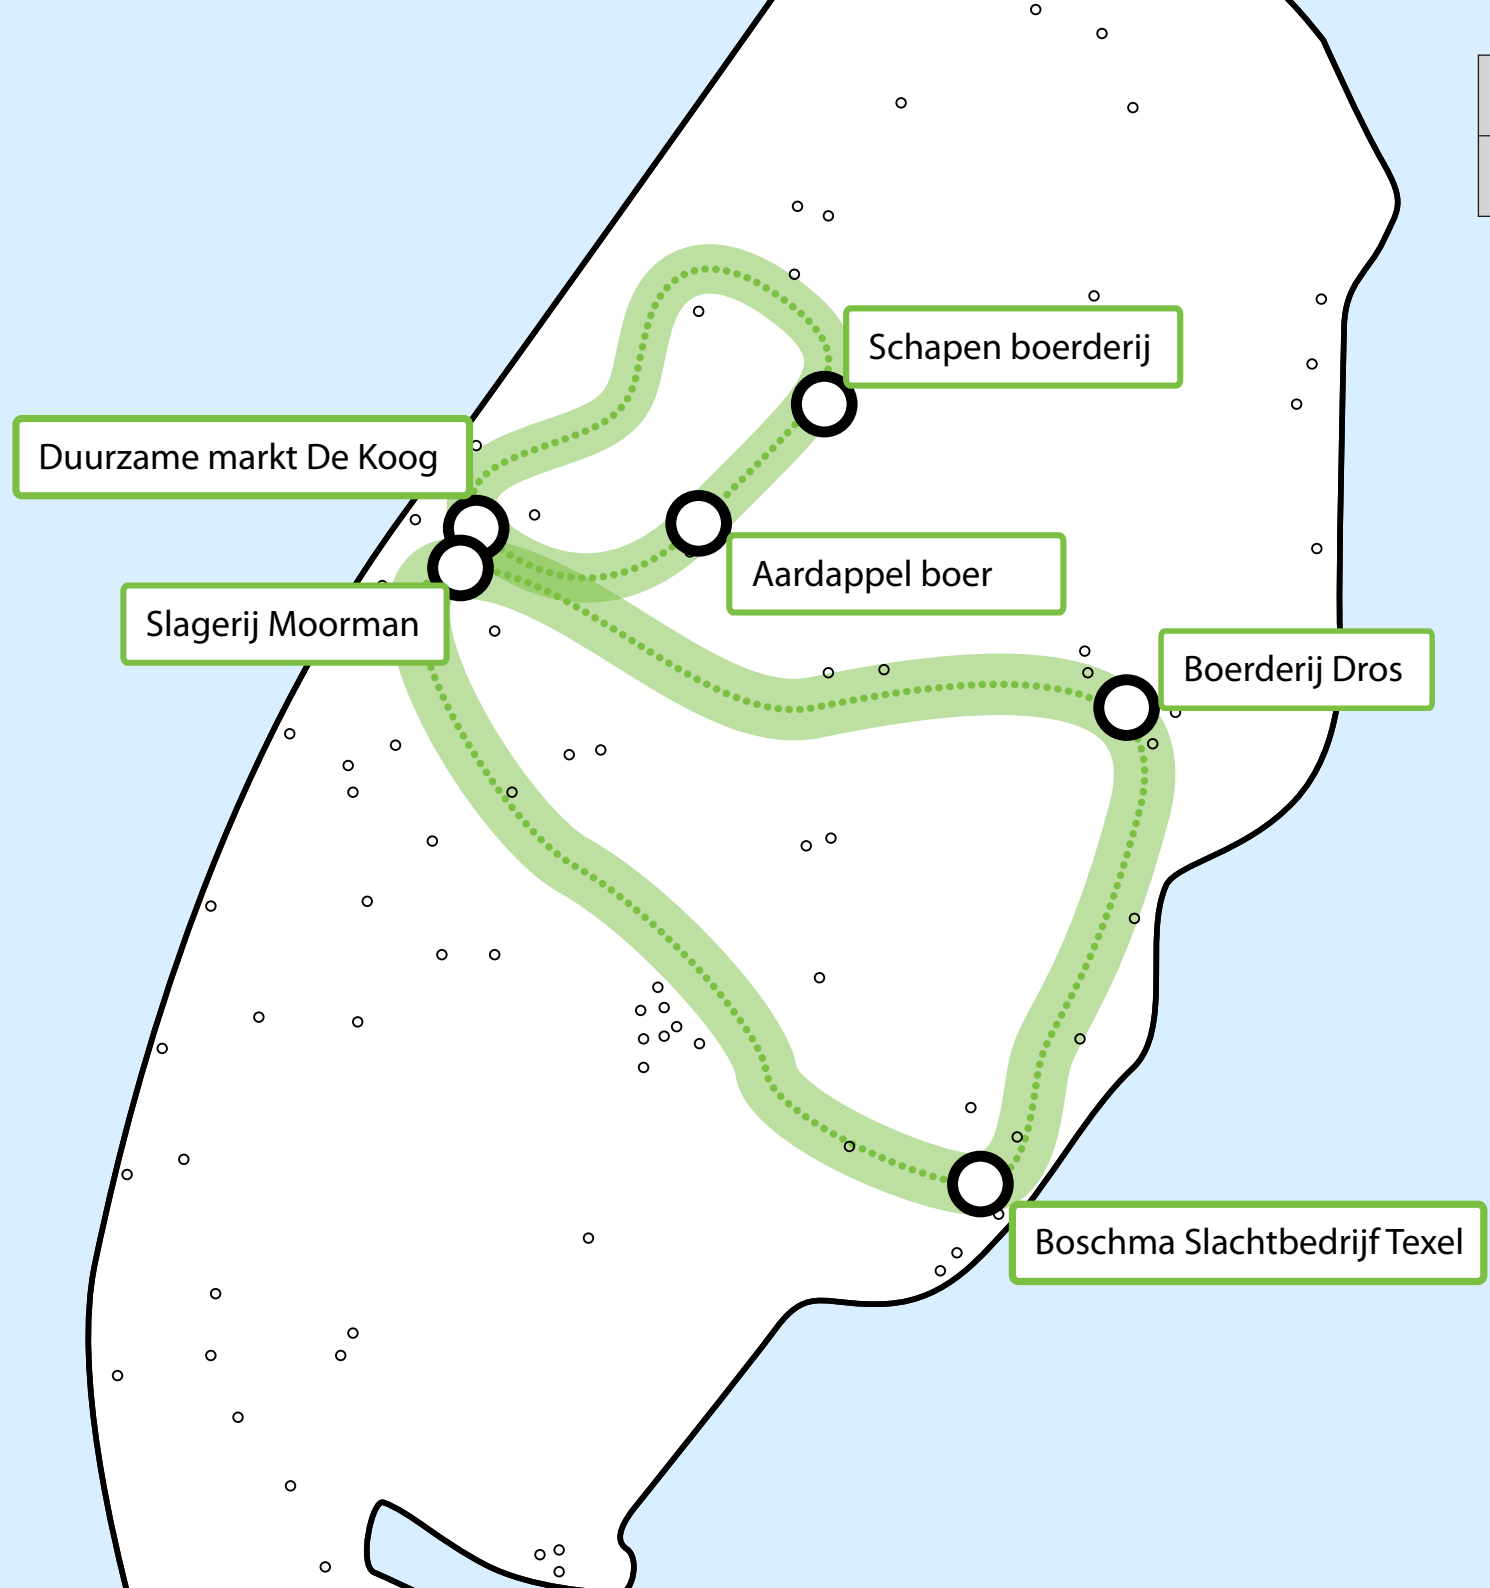 Schapen boerderij
Duurzame markt De Koog
Aardappel boer
Slagerij Moorman
Boerderij Dros
Boschma Slachtbedrijf Texel